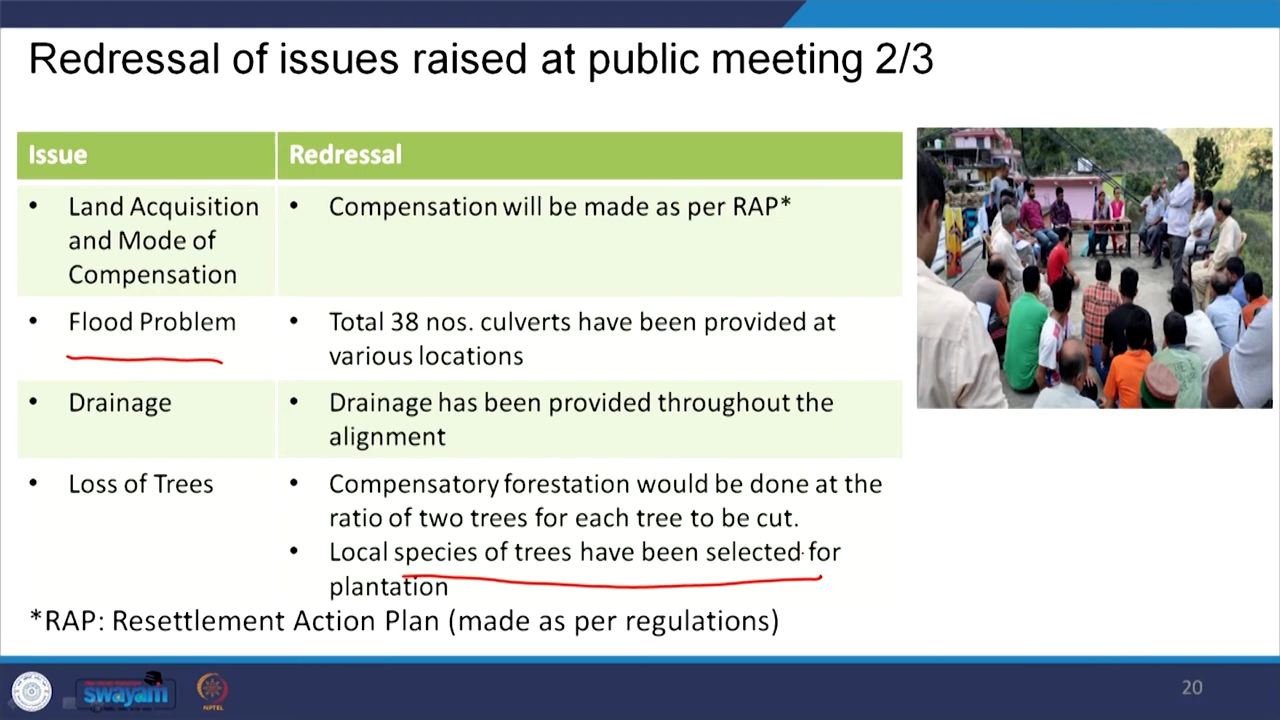 Redressal of issues raised at public meeting 2/3
Issue
Redressal
• Land Acquisition
and Mode of
Compensation
• Compensation will be made as per RAP*
• Flood Problem
• Total 38 nos. culverts have been provided at
various locations
• Drainage
• Drainage has been provided throughout the
alignment
• Loss of Trees
• Compensatory forestation would be done at the
ratio of two trees for each tree to be cut.
• Local species of trees have been selected for
plantation
*RAP: Resettlement Action Plan (made as per regulations)
swayam
NPTEL
20